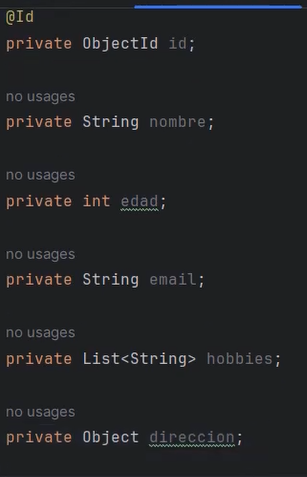 @Id
private ObjectId id;
no usages
private String nombre;
no usages
private int edad;
no usages
private String email;
no usages
private List<String> hobbies;
no usages
private Object direccion;